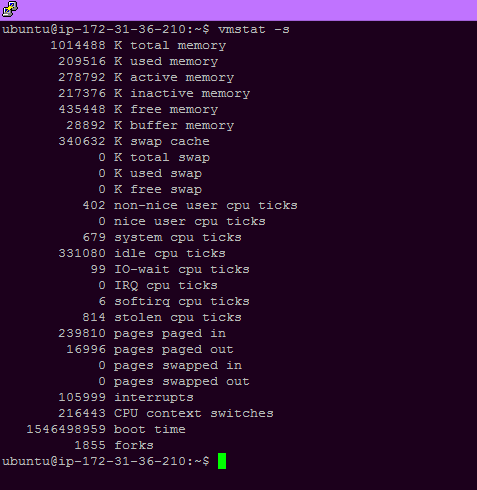 ubuntu@ip-172-31-36-210:~$ vmstat -s
1014488 K total memory
209516 K used memory
278792 K active memory
217376 K inactive memory
435448 K free memory
28892 K buffer memory
340632 K swap cache
0 K total swap
0 K used swap
0 K free swap
402 non-nice user cpu ticks
0 nice user cpu ticks
679 system cpu ticks
331080 idle cpu ticks
99 IO-wait cpu ticks
0 IRQ cpu ticks
6 softirq cpu ticks
814 stolen cpu ticks
239810 pages paged in
16996 pages paged out
0 pages swapped in
0 pages swapped out
105999 interrupts
216443 CPU context switches
1546498959 boot time
1855 forks
ubuntu@ip-172-31-36-210:~$